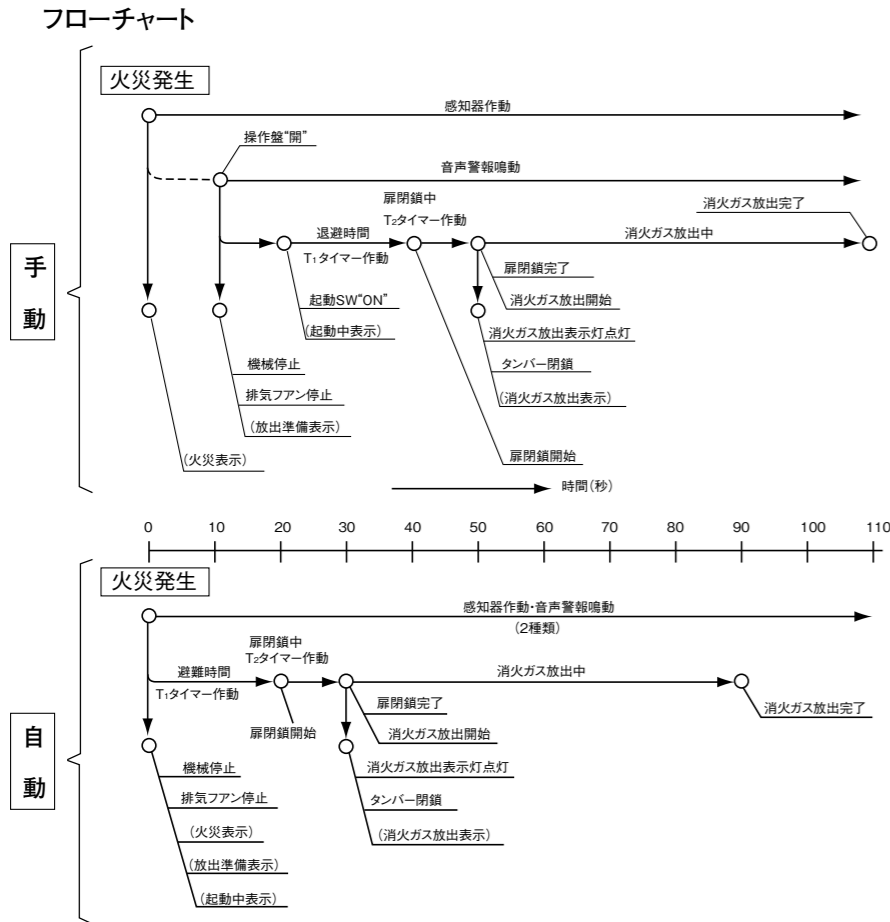 フローチャート
火災発生
感知器作動
操作盤“開”
音声警報鳴動
扉閉鎖中
T₂タイマー作動
消火ガス放出完了
退避時間
T₁タイマー作動
消火ガス放出中
手動
扉閉鎖完了
消火ガス放出開始
起動SW“ON”
(起動中表示)
消火ガス放出表示灯点灯
タンバー閉鎖
(消火ガス放出表示)
機械停止
排気フアン停止
(放出準備表示)
(火災表示)
扉閉鎖開始
時間(秒)
0 10 20 30 40 50 60 70 80 90 100 110
火災発生
感知器作動・音声警報鳴動
(2種類)
扉閉鎖中
T₂タイマー作動
避難時間
T₁タイマー作動
消火ガス放出中
扉閉鎖開始
扉閉鎖完了
消火ガス放出開始
消火ガス放出完了
自動
機械停止
排気フアン停止
(火災表示)
(放出準備表示)
(起動中表示)
消火ガス放出表示灯点灯
タンバー閉鎖
(消火ガス放出表示)